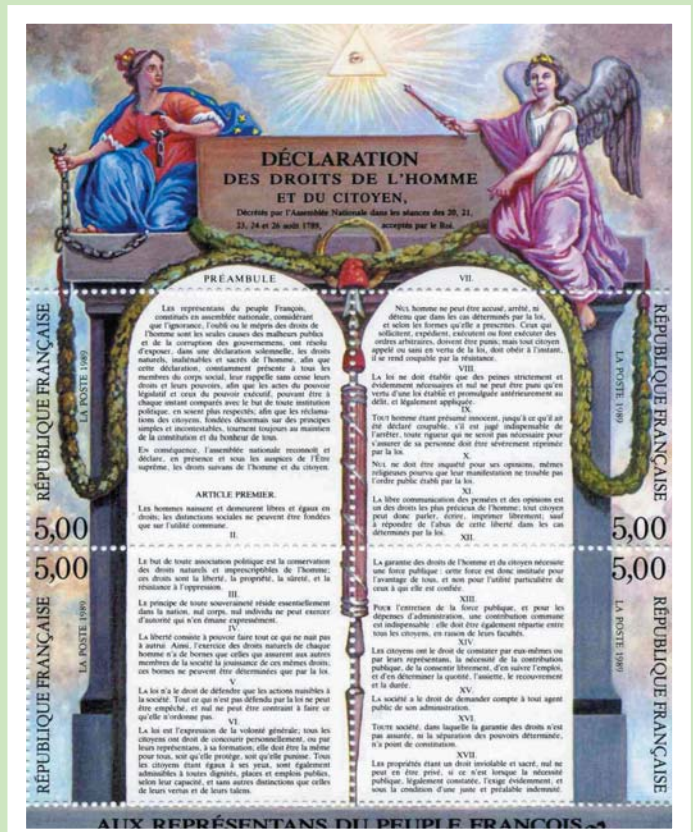 DÉCLARATION
DES DROITS DE L'HOMME
ET DU CITOYEN,
Décrétés par l'Assemblée Nationale dans les séances des 20, 21,
23, 24 et 26 août 1789, acceptés par le Roi.
PRÉAMBULE
Les représentans du peuple François,
constitués en assemblée nationale, considérant
que l'ignorance, l'oubli ou le mépris des droits de
l'homme sont les seules causes des malheurs publics
et de la corruption des gouvernemens, ont résolu
d'exposer, dans une déclaration solennelle, les droits
naturels, inaliénables et sacrés de l'homme, afin que
cette déclaration, constamment présente à tous les
membres du corps social, leur rappelle sans cesse leurs
droits et leurs pouvoirs, afin que les actes du pouvoir
législatif et ceux du pouvoir exécutif, pouvant être à
chaque instant comparés avec le but de toute institution
politique, en soient plus respectés; afin que les réclama-
tions des citoyens, fondées désormais sur des principes
simples et incontestables, tournent toujours au maintien
de la constitution et du bonheur de tous.
En conséquence, l'assemblée nationale reconnoît et
déclare, en présence et sous les auspices de l'Être
suprême, les droits suivans de l'homme et du citoyen.
ARTICLE PREMIER.
Les hommes naissent et demeurent libres et égaux en
droits; les distinctions sociales ne peuvent être fondées
que sur l'utilité commune.
II.
Le but de toute association politique est la conservation
des droits naturels et imprescriptibles de l'homme;
ces droits sont la liberté, la propriété, la sûreté, et la
résistance à l'oppression.
III.
Le principe de toute souveraineté réside essentiellement
dans la nation, nul corps, nul individu ne peut exercer
d'autorité qui n'en émane expressément.
IV.
La liberté consiste à pouvoir faire tout ce qui ne nuit pas
à autrui. Ainsi, l'exercice des droits naturels de chaque
homme n'a de bornes que celles qui assurent aux autres
membres de la société la jouissance de ces mêmes droits;
ces bornes ne peuvent être déterminées que par la loi.
V.
La loi n'a le droit de défendre que les actions nuisibles à
la société. Tout ce qui n'est pas défendu par la loi ne peut
être empêché, et nul ne peut être contraint à faire ce
qu'elle n'ordonne pas.
VI.
La loi est l'expression de la volonté générale; tous les
citoyens ont droit de concourir personnellement, ou par
leurs représentans, à sa formation; elle doit être la même
pour tous, soit qu'elle protège, soit qu'elle punisse. Tous
les citoyens étant égaux à ses yeux, sont également
admissibles à toutes dignités, places et emplois publics,
selon leur capacité, et sans autres distinctions que celles
de leurs vertus et de leurs talens.
VII.
NUL homme ne peut être accusé, arrêté, ni
détenu que dans les cas déterminés par la loi,
et selon les formes qu'elle a prescrites. Ceux qui
sollicitent, expédient, exécutent ou font exécuter des
ordres arbitraires, doivent être punis; mais tout citoyen
appelé ou saisi en vertu de la loi, doit obéir à l'instant,
il se rend coupable par la résistance.
VIII.
La loi ne doit établir que des peines strictement et
évidemment nécessaires et nul ne peut être puni qu'en
vertu d'une loi établie et promulguée antérieurement au
délit, et légalement appliquée.
IX.
TOUT homme étant présumé innocent, jusqu'à ce qu'il ait
été déclaré coupable, s'il est jugé indispensable de
l'arrêter, toute rigueur qui ne seroit pas nécessaire pour
s'assurer de sa personne doit être sévèrement réprimée
par la loi.
X.
NUL ne doit être inquiété pour ses opinions, mêmes
religieuses pourvu que leur manifestation ne trouble pas
l'ordre public établi par la loi.
XI.
La libre communication des pensées et des opinions est
un des droits les plus précieux de l'homme; tout citoyen
peut donc parler, écrire, imprimer librement; sauf
à répondre de l'abus de cette liberté dans les cas
déterminés par la loi.
XII.
La garantie des droits de l'homme et du citoyen nécessite
une force publique; cette force est donc instituée pour
l'avantage de tous, et non pour l'utilité particulière de
ceux à qui elle est confiée.
XIII.
POUR l'entretien de la force publique, et pour les
dépenses d'administration, une contribution commune
est indispensable; elle doit être également répartie entre
tous les citoyens, en raison de leurs facultés.
XIV
Les citoyens ont le droit de constater par eux-mêmes ou
par leurs représentans, la nécessité de la contribution
publique, de la consentir librement, d'en suivre l'emploi,
et d'en déterminer la quotité, l'assiette, le recouvrement
et la durée.
XV.
La société a le droit de demander compte à tout agent
public de son administration.
XVI.
TOUTE société, dans laquelle la garantie des droits n'est
pas assurée, ni la séparation des pouvoirs déterminée,
n'a point de constitution.
XVII.
Les propriétés étant un droit inviolable et sacré, nul ne
peut en être privé, si ce n'est lorsque la nécessité
publique, légalement constatée, l'exige évidemment, et
sous la condition d'une juste et préalable indemnité.
RÉPUBLIQUE FRANÇAISE
LA POSTE 1989
5,00
5,00
RÉPUBLIQUE FRANÇAISE
LA POSTE 1989
RÉPUBLIQUE FRANÇAISE
LA POSTE 1989
5,00
5,00
RÉPUBLIQUE FRANÇAISE
LA POSTE 1989
AUX REPRÉSENTANS DU PEUPLE FRANÇOIS